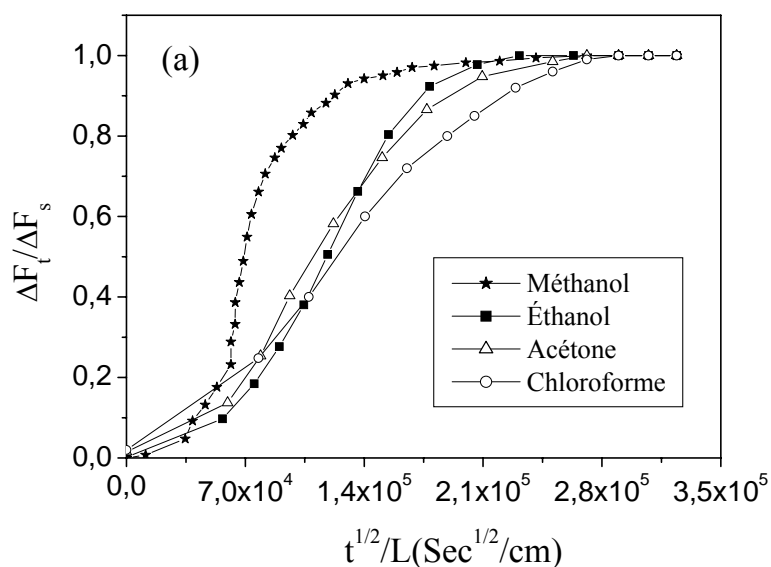 (a)
ΔF_t/ΔF_s
1,0
0,8
0,6
0,4
0,2
0,0
Méthanol
Éthanol
Acétone
Chloroforme
0,0 7,0x10^4 1,4x10^5 2,1x10^5 2,8x10^5 3,5x10^5
t^1/2/L(Sec^1/2/cm)